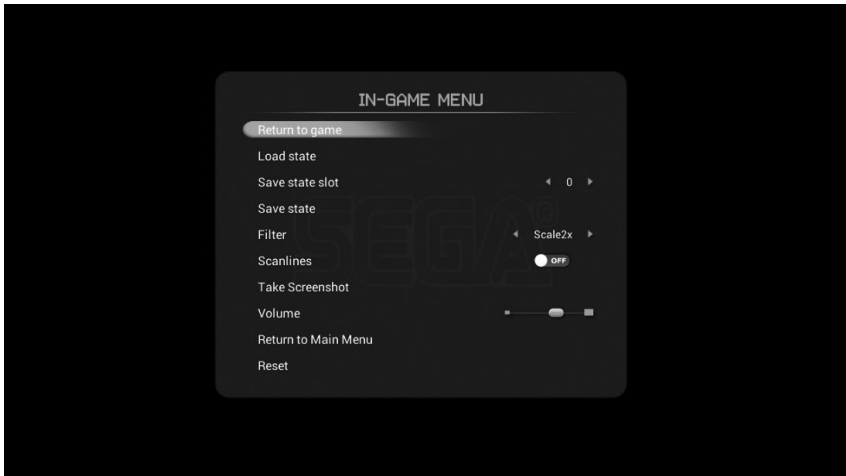 IN-GAME MENU
Return to game
Load state
Save state slot 0
Save state
SEGA®
Filter Scale2x
Scanlines OFF
Take Screenshot
Volume
Return to Main Menu
Reset